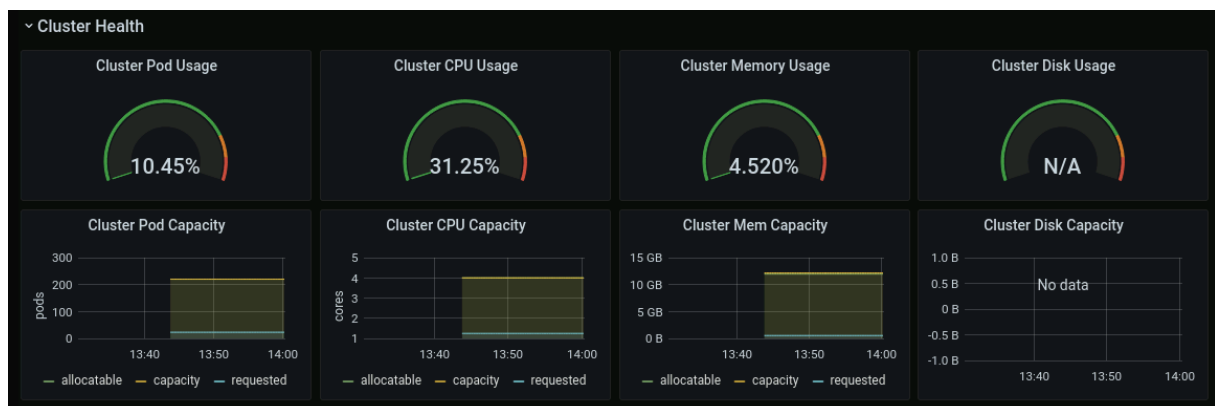 Cluster Health
Cluster Pod Usage
10.45%
Cluster CPU Usage
31.25%
Cluster Memory Usage
4.520%
Cluster Disk Usage
N/A
Cluster Pod Capacity
300
200
100
0
pods
13:40 13:50 14:00
allocatable capacity requested
Cluster CPU Capacity
5
4
3
2
1
cores
13:40 13:50 14:00
allocatable capacity requested
Cluster Mem Capacity
15 GB
10 GB
5 GB
0 B
13:40 13:50 14:00
allocatable capacity requested
Cluster Disk Capacity
1.0 B
0.5 B
0 B
-0.5 B
-1.0 B
No data
13:40 13:50 14:00